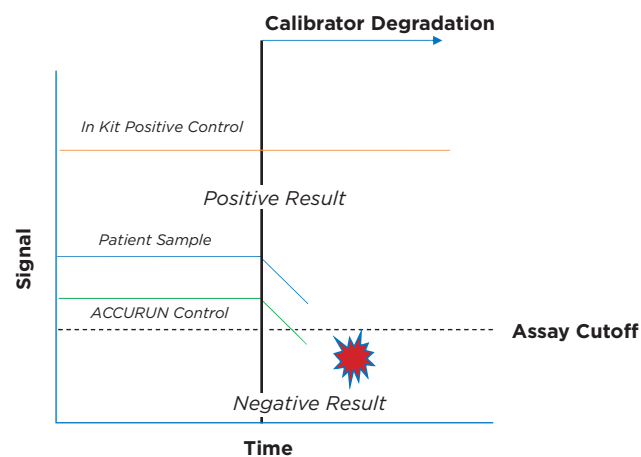 Calibrator Degradation
In Kit Positive Control
Positive Result
Patient Sample
Signal
ACCURUN Control
Assay Cutoff
Negative Result
Time